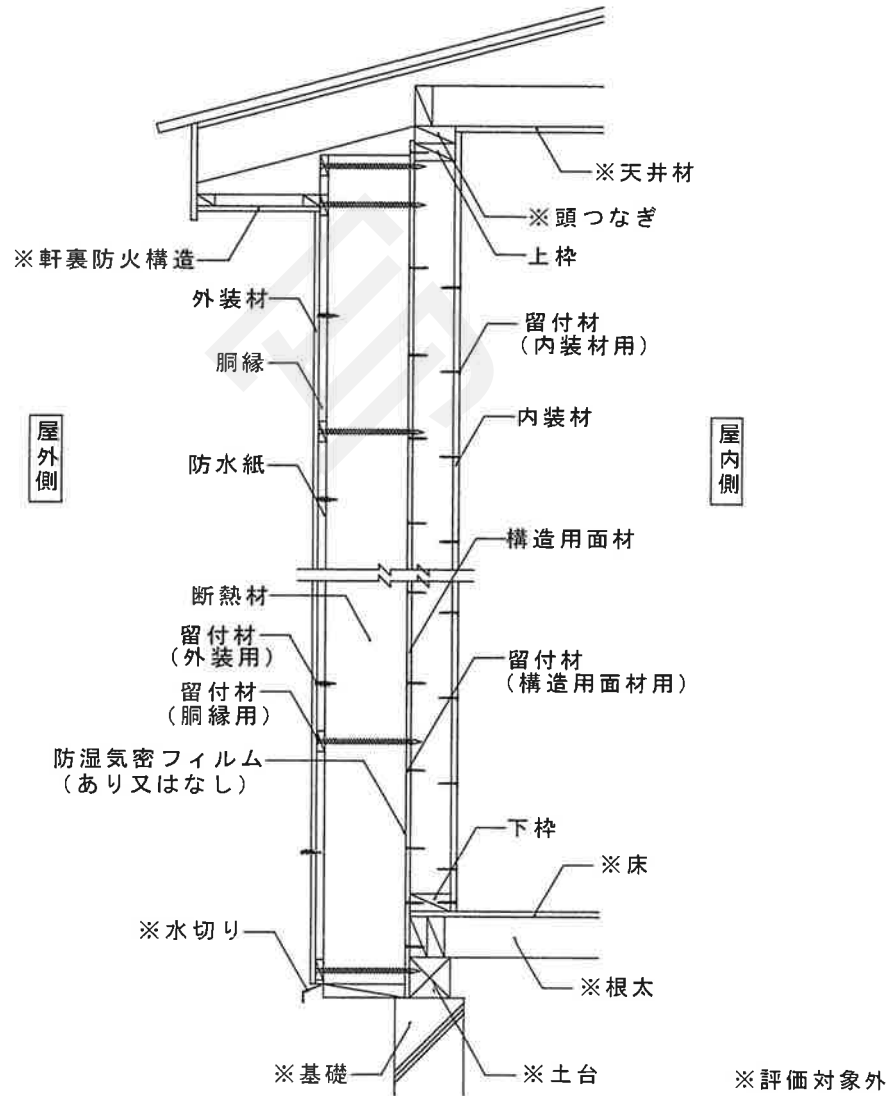 ※天井材
※頭つなぎ
上枠
※軒裏防火構造
外装材
留付材
(内装材用)
胴縁
内装材
屋外側
屋内側
防水紙
構造用面材
断熱材
留付材
(外装用)
留付材
(構造用面材用)
留付材
(胴縁用)
防湿気密フィルム
(あり又はなし)
下枠
※床
※水切り
※根太
※基礎
※土台
※評価対象外